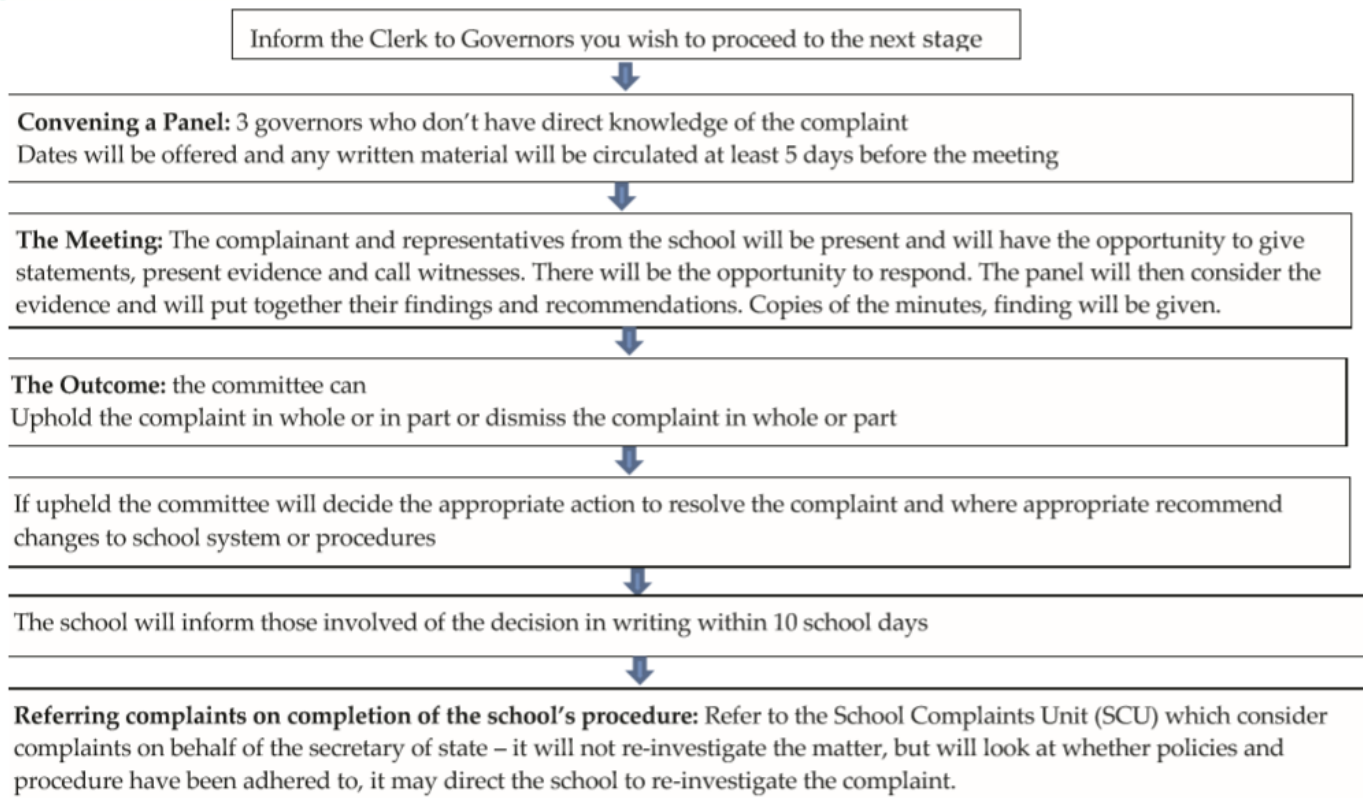 Inform the Clerk to Governors you wish to proceed to the next stage
Convening a Panel: 3 governors who don't have direct knowledge of the complaint
Dates will be offered and any written material will be circulated at least 5 days before the meeting
The Meeting: The complainant and representatives from the school will be present and will have the opportunity to give
statements, present evidence and call witnesses. There will be the opportunity to respond. The panel will then consider the
evidence and will put together their findings and recommendations. Copies of the minutes, finding will be given.
The Outcome: the committee can
Uphold the complaint in whole or in part or dismiss the complaint in whole or part
If upheld the committee will decide the appropriate action to resolve the complaint and where appropriate recommend
changes to school system or procedures
The school will inform those involved of the decision in writing within 10 school days
Referring complaints on completion of the school's procedure: Refer to the School Complaints Unit (SCU) which consider
complaints on behalf of the secretary of state – it will not re-investigate the matter, but will look at whether policies and
procedure have been adhered to, it may direct the school to re-investigate the complaint.